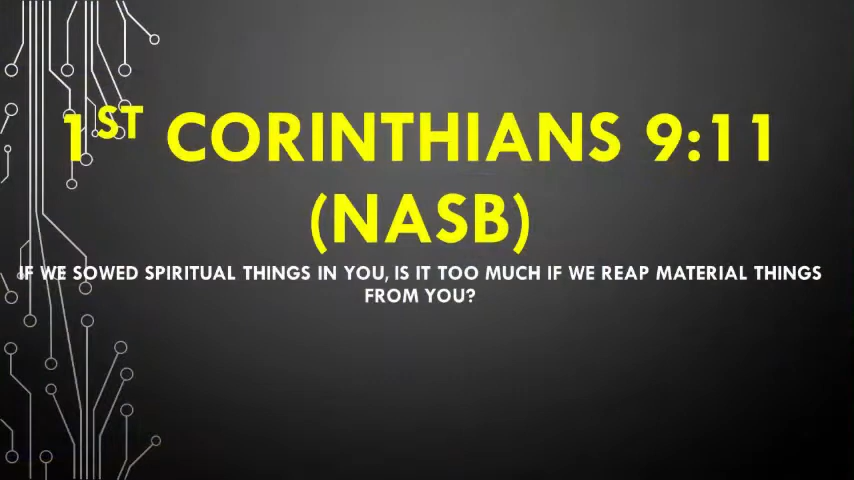 1ST CORINTHIANS 9:11
(NASB)
IF WE SOWED SPIRITUAL THINGS IN YOU, IS IT TOO MUCH IF WE REAP MATERIAL THINGS
FROM YOU?